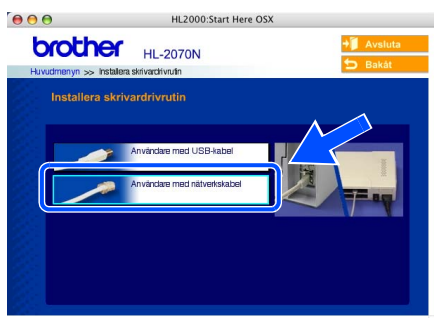 HL2000:Start Here OSX
brother HL-2070N
Avsluta
Bakåt
Huvudmenyn >> Installera skrivardrivrutin
Installera skrivardrivrutin
Användare med USB-kabel
Användare med nätverkskabel